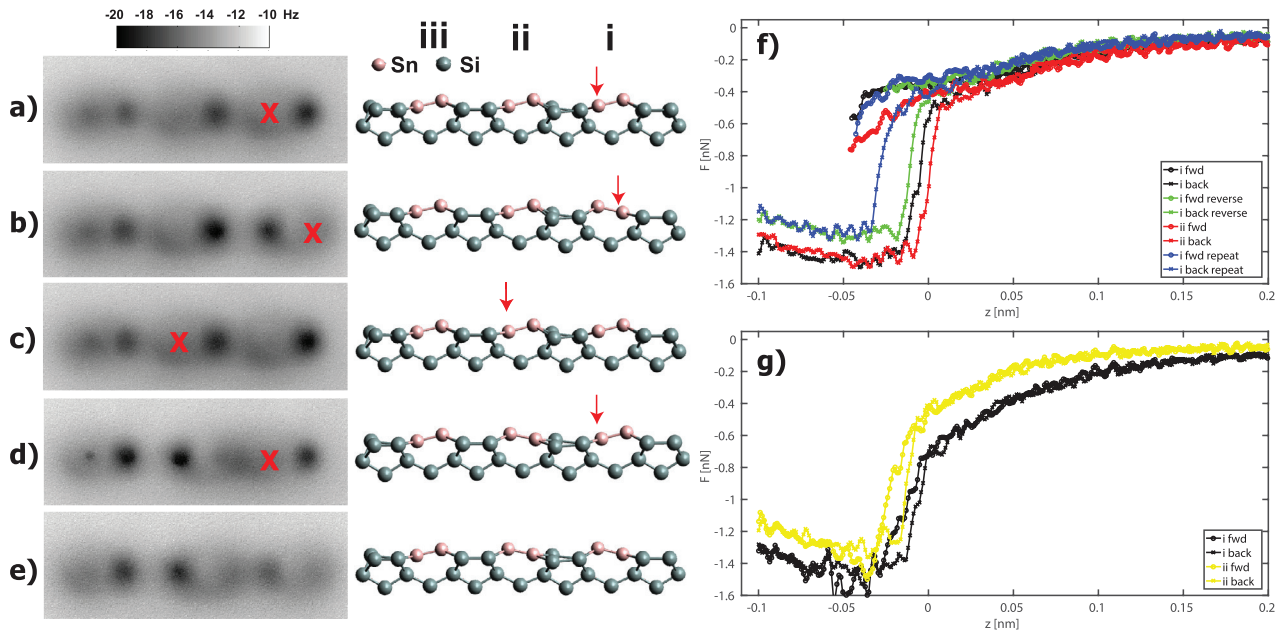 -20 -18 -16 -14 -12 -10 Hz
iii ii i
Sn Si
a)
X
b)
X
c)
X
d)
X
e)
f)
0
-0.2
-0.4
-0.6
-0.8
-1
-1.2
-1.4
-1.6
F [nN]
-0.1 -0.05 0 0.05 0.1 0.15 0.2
z [nm]
i fwd
i back
i fwd reverse
i back reverse
ii fwd
ii back
i fwd repeat
i back repeat
g)
0
-0.2
-0.4
-0.6
-0.8
-1
-1.2
-1.4
-1.6
F [nN]
-0.1 -0.05 0 0.05 0.1 0.15 0.2
z [nm]
i fwd
i back
ii fwd
ii back